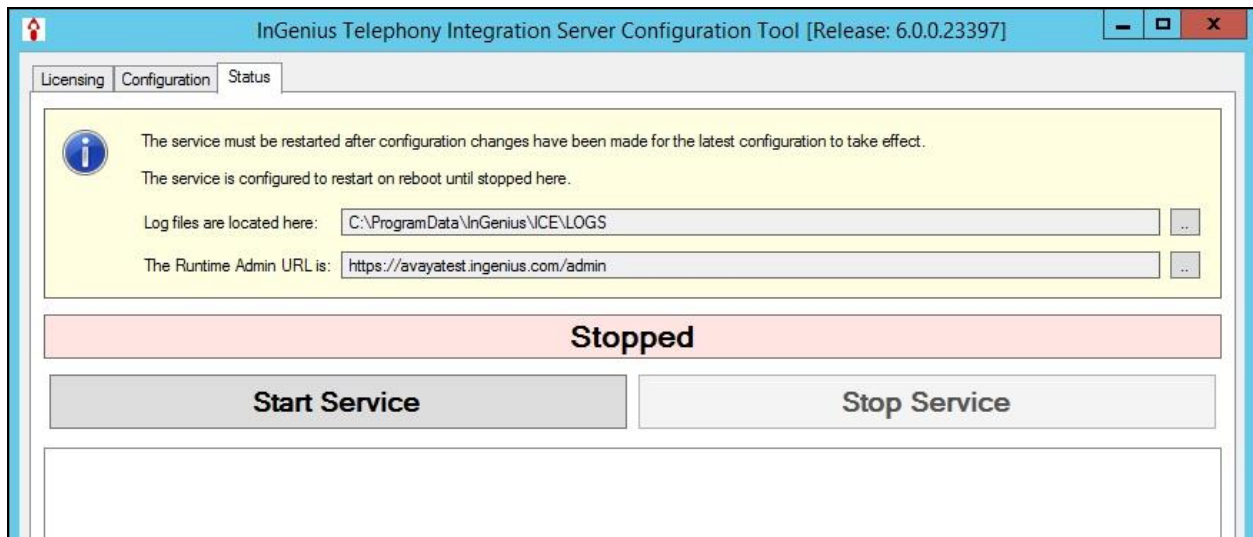 InGenius Telephony Integration Server Configuration Tool [Release: 6.0.0.23397]
Licensing Configuration Status
The service must be restarted after configuration changes have been made for the latest configuration to take effect.
The service is configured to restart on reboot until stopped here.
Log files are located here: C:\ProgramData\InGenius\ICE\LOGS ..
The Runtime Admin URL is: https://avayatest.ingenius.com/admin ..
Stopped
Start Service Stop Service